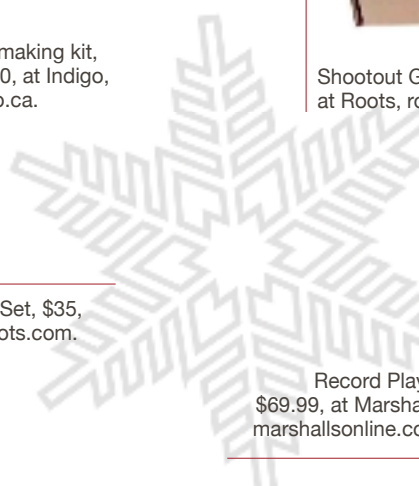 making kit,
0, at Indigo,
o.ca.
Shootout G
at Roots, ro
Set, $35,
ots.com.
Record Play
$69.99, at Marsha
marshallsonline.co